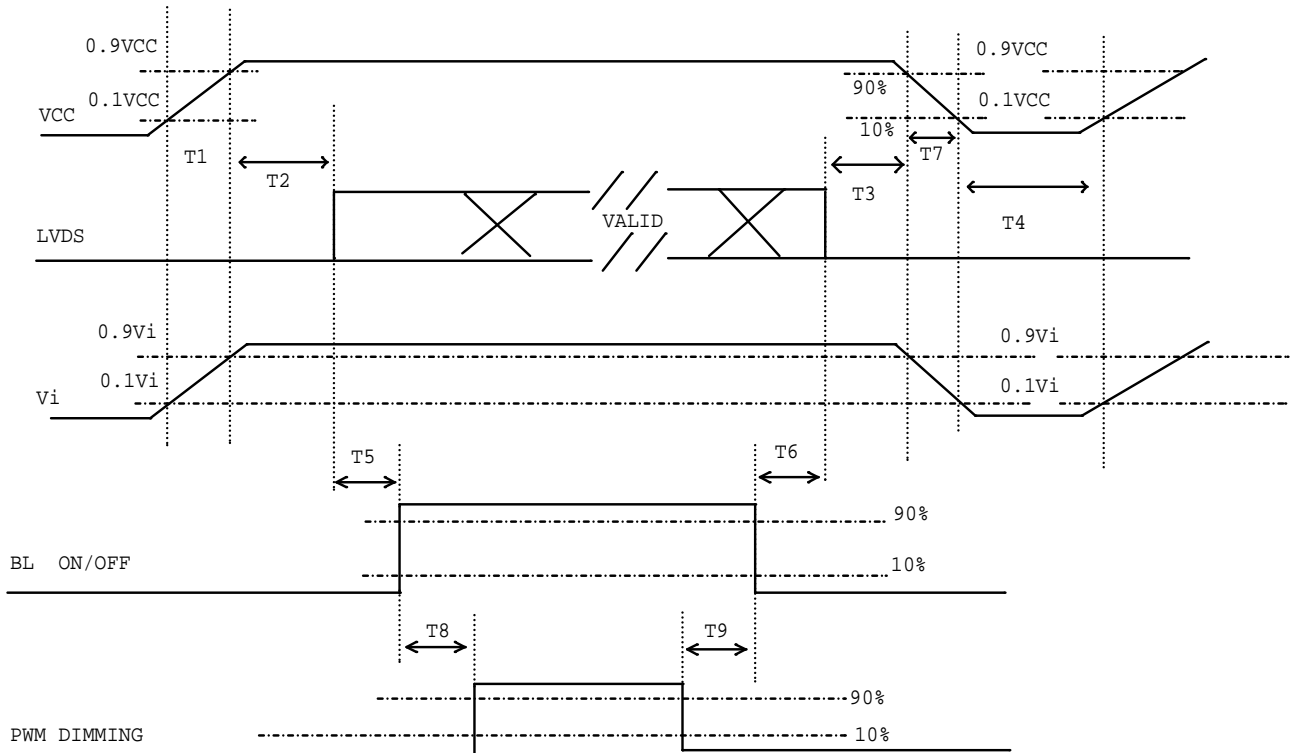 0.9VCC
0.9VCC
90%
0.1VCC
0.1VCC
VCC
10%
T1
T2
T7
T3
T4
VALID
LVDS
0.9Vi
0.9Vi
0.1Vi
0.1Vi
Vi
T5
T6
90%
BL ON/OFF
10%
T8
T9
90%
PWM DIMMING
10%